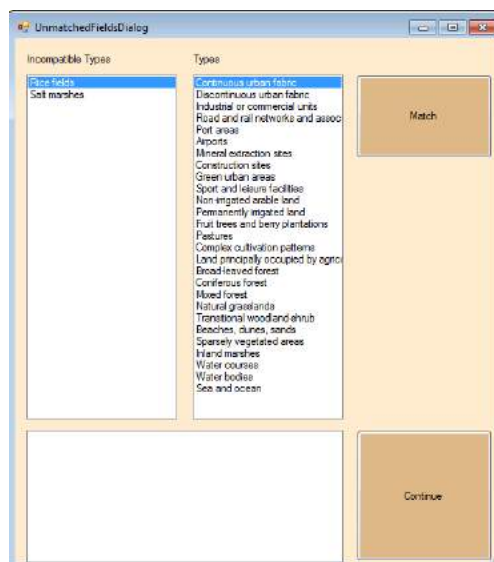 UnmatchedFieldsDialog
Incompatible Types
Types
Rice fields
Salt marshes
Continuous urban fabric
Discontinuous urban fabric
Industrial or commercial units
Road and rail networks and assoc
Port areas
Airports
Mineral extraction sites
Construction sites
Green urban areas
Sport and leisure facilities
Non-irrigated arable land
Permanently irrigated land
Fruit trees and berry plantations
Pastures
Complex cultivation patterns
Land principally occupied by agric
Broad-leaved forest
Coniferous forest
Mixed forest
Natural grasslands
Transitional woodland-shrub
Beaches, dunes, sands
Sparsely vegetated areas
Inland marshes
Water courses
Water bodies
Sea and ocean
Match
Continue